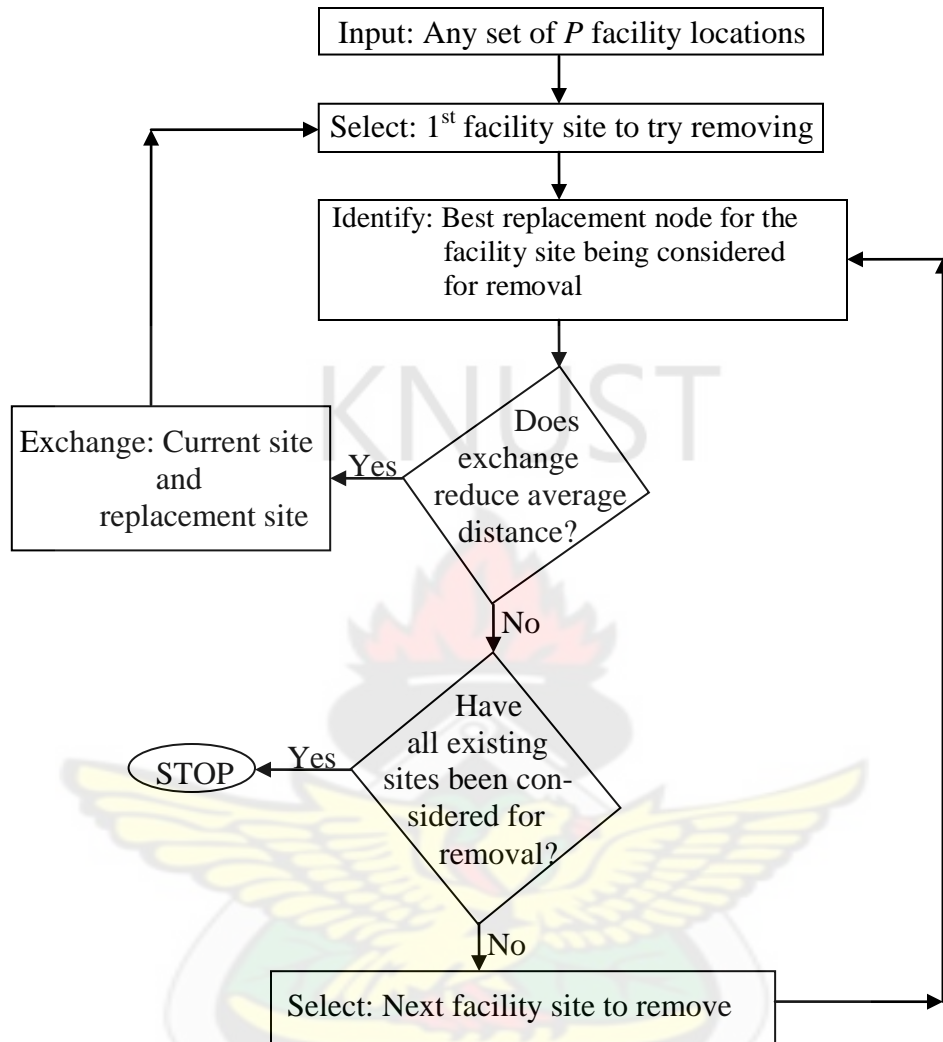 Input: Any set of P facility locations
Select: 1st facility site to try removing
Identify: Best replacement node for the
facility site being considered
for removal
KNUST
Does
exchange
reduce average
distance?
Yes
Exchange: Current site
and
replacement site
No
Have
all existing
sites been con-
sidered for
removal?
Yes
STOP
No
Select: Next facility site to remove